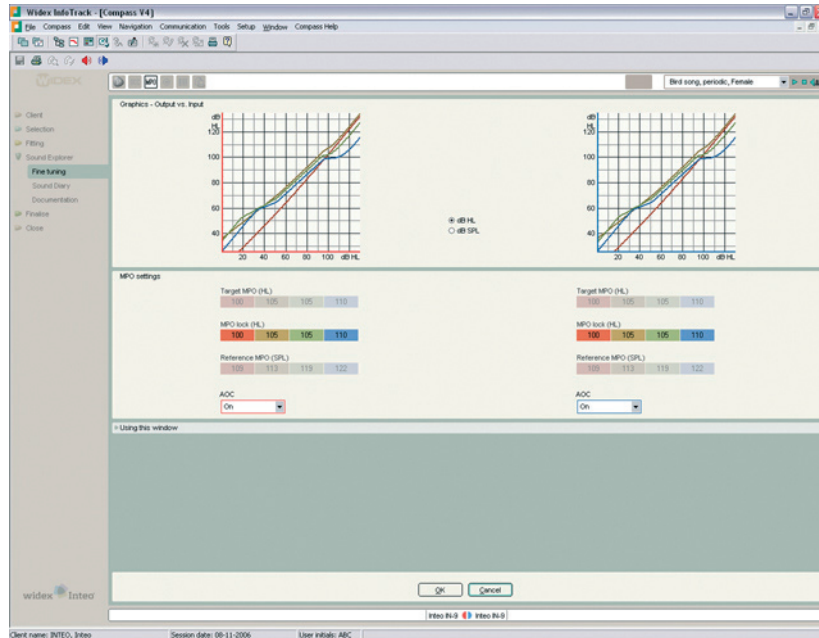 Widex InfoTrack - [Compass V4]
File Compass Edit View Navigation Communication Tools Setup Window Compass Help
WIDEX
MPO
Bird song, periodic, Female
Client
Selection
Fitting
Sound Explorer
Fine tuning
Sound Diary
Documentation
Finalise
Close
Graphics - Output vs. Input
dB HL
120
100
80
60
40
20 40 60 80 100 dB HL
dB HL
dB SPL
dB HL
120
100
80
60
40
20 40 60 80 100 dB HL
MPO settings
Target MPO (HL)
100 105 105 110
MPO lock (HL)
100 105 105 110
Reference MPO (SPL)
109 113 119 122
AOC
On
Target MPO (HL)
100 105 105 110
MPO lock (HL)
100 105 105 110
Reference MPO (SPL)
109 113 119 122
AOC
On
Using this window
OK Cancel
widex Inteo
Inteo IN-9 Inteo IN-9
Client name: INTEO, Inteo Session date: 08-11-2006 User initials: ABC